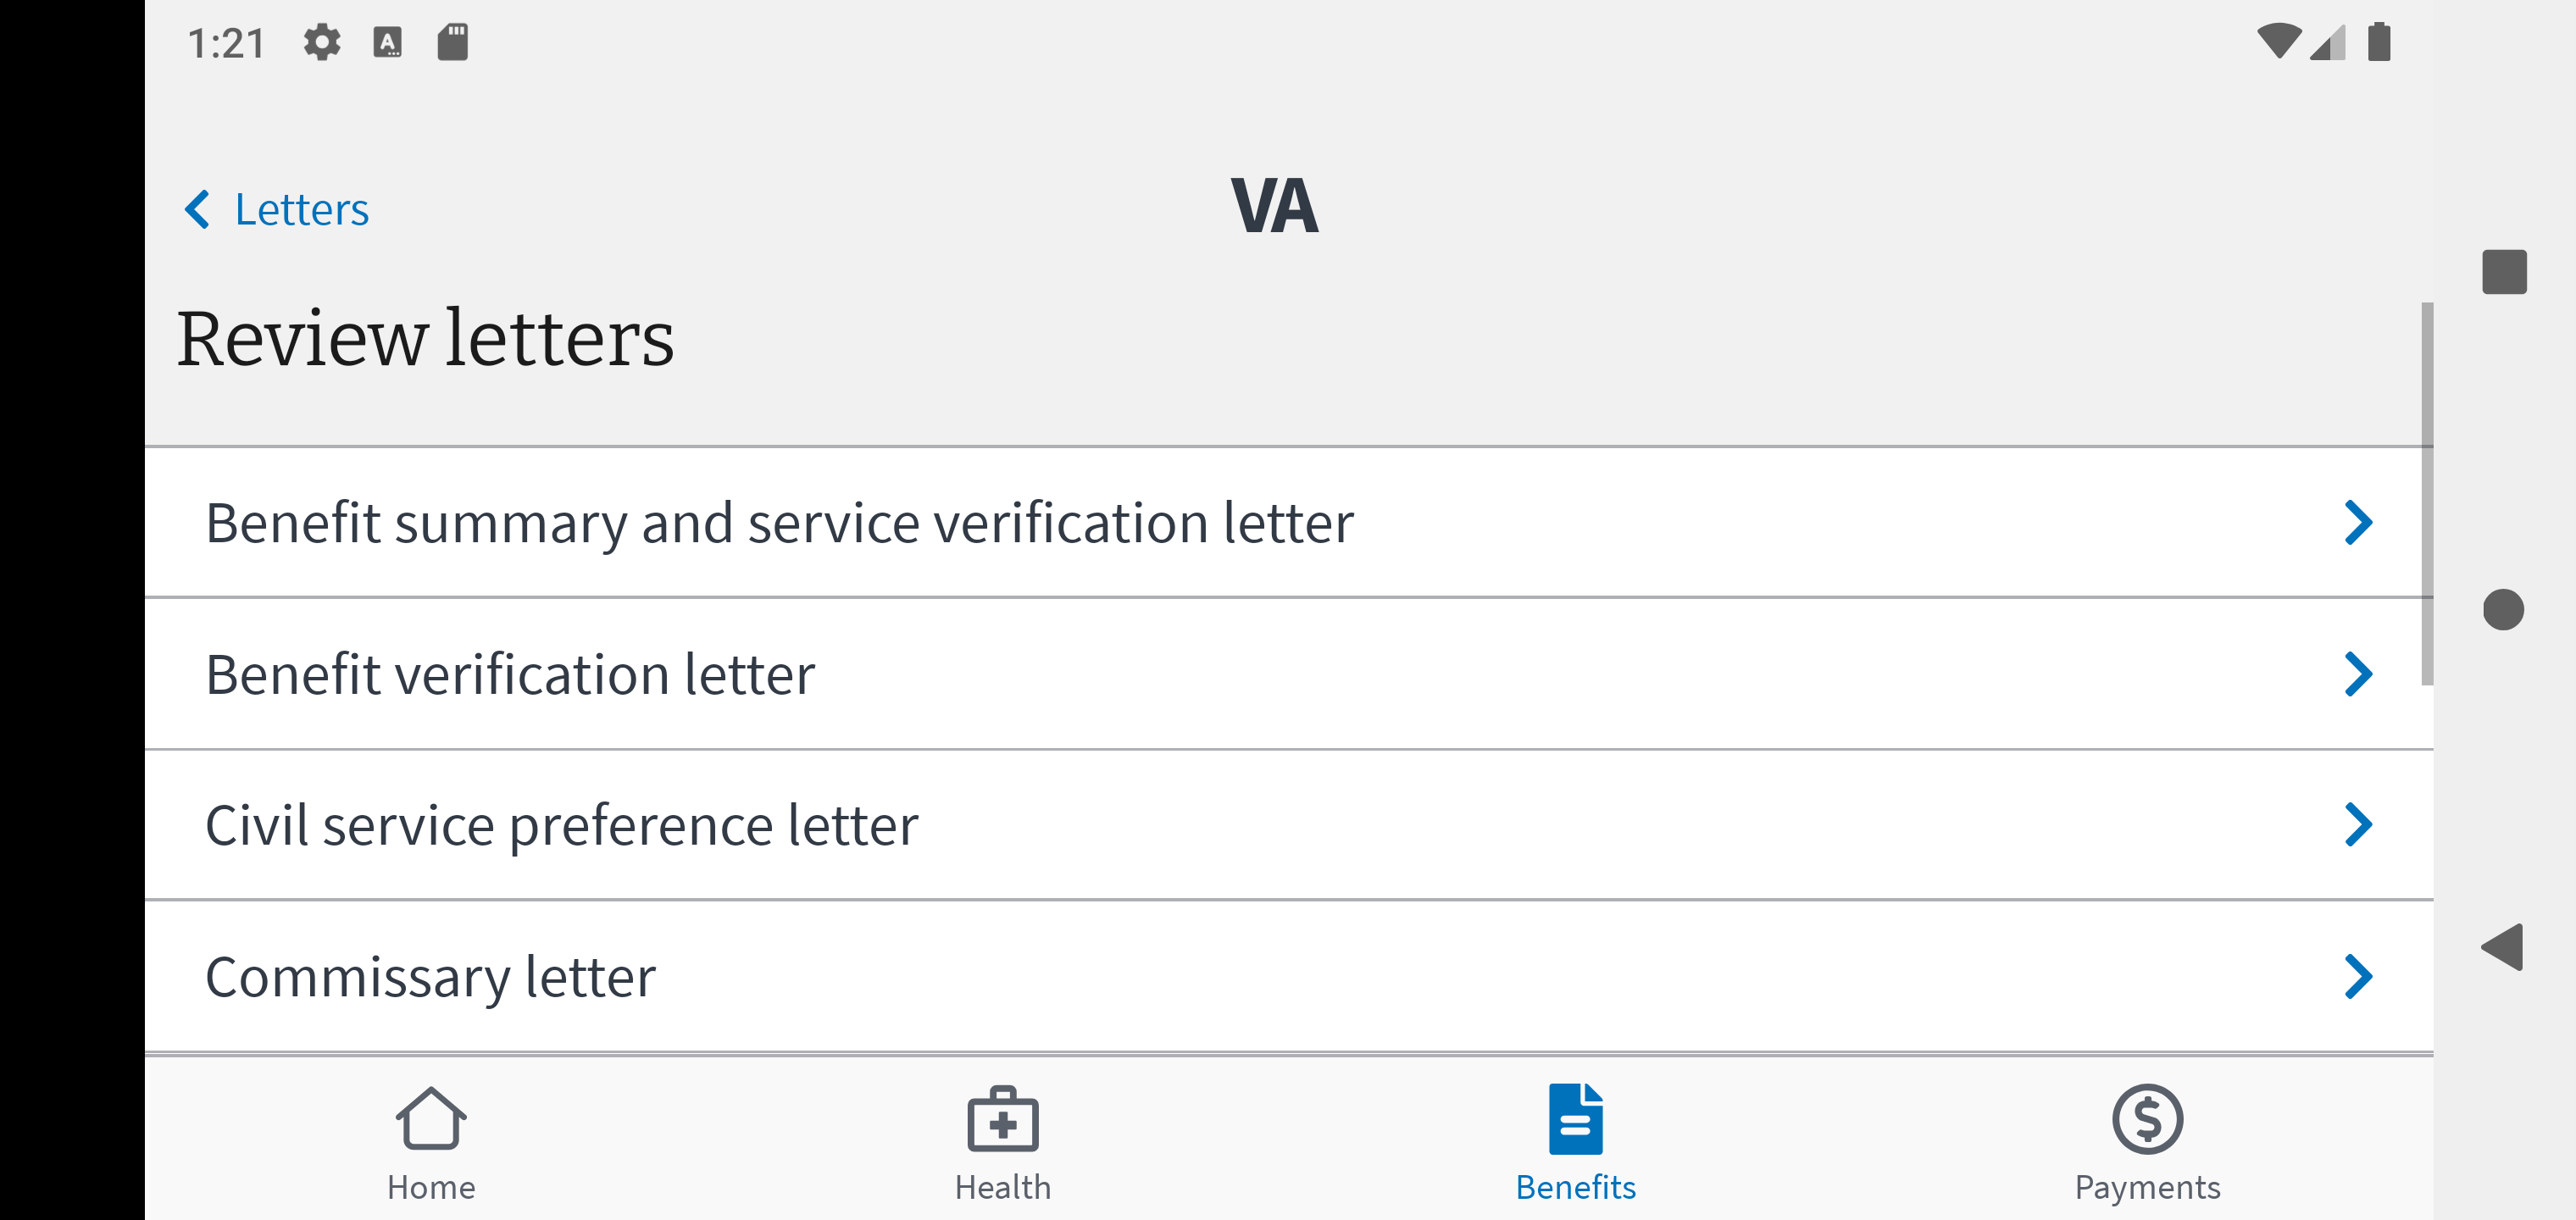 1:21
Letters
VA
Review letters
Benefit summary and service verification letter
Benefit verification letter
Civil service preference letter
Commissary letter
Home
Health
Benefits
Payments